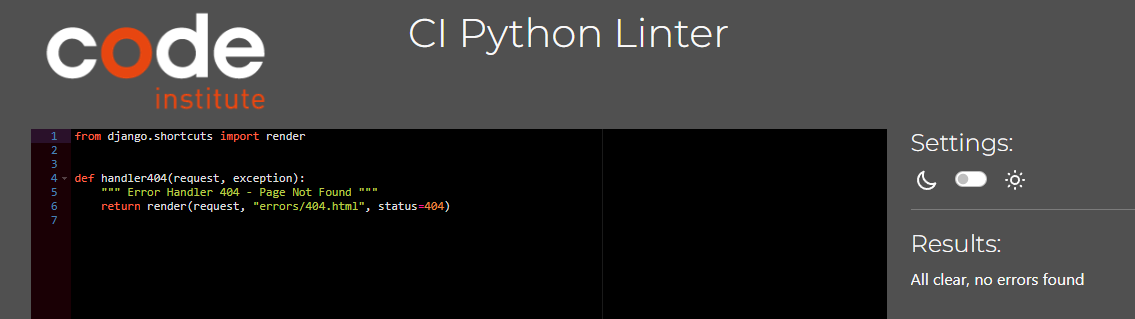 code
institute
CI Python Linter
1 from django.shortcuts import render
2
3
4 def handler404(request, exception):
5 """ Error Handler 404 - Page Not Found """
6 return render(request, "errors/404.html", status=404)
7
Settings:
Results:
All clear, no errors found